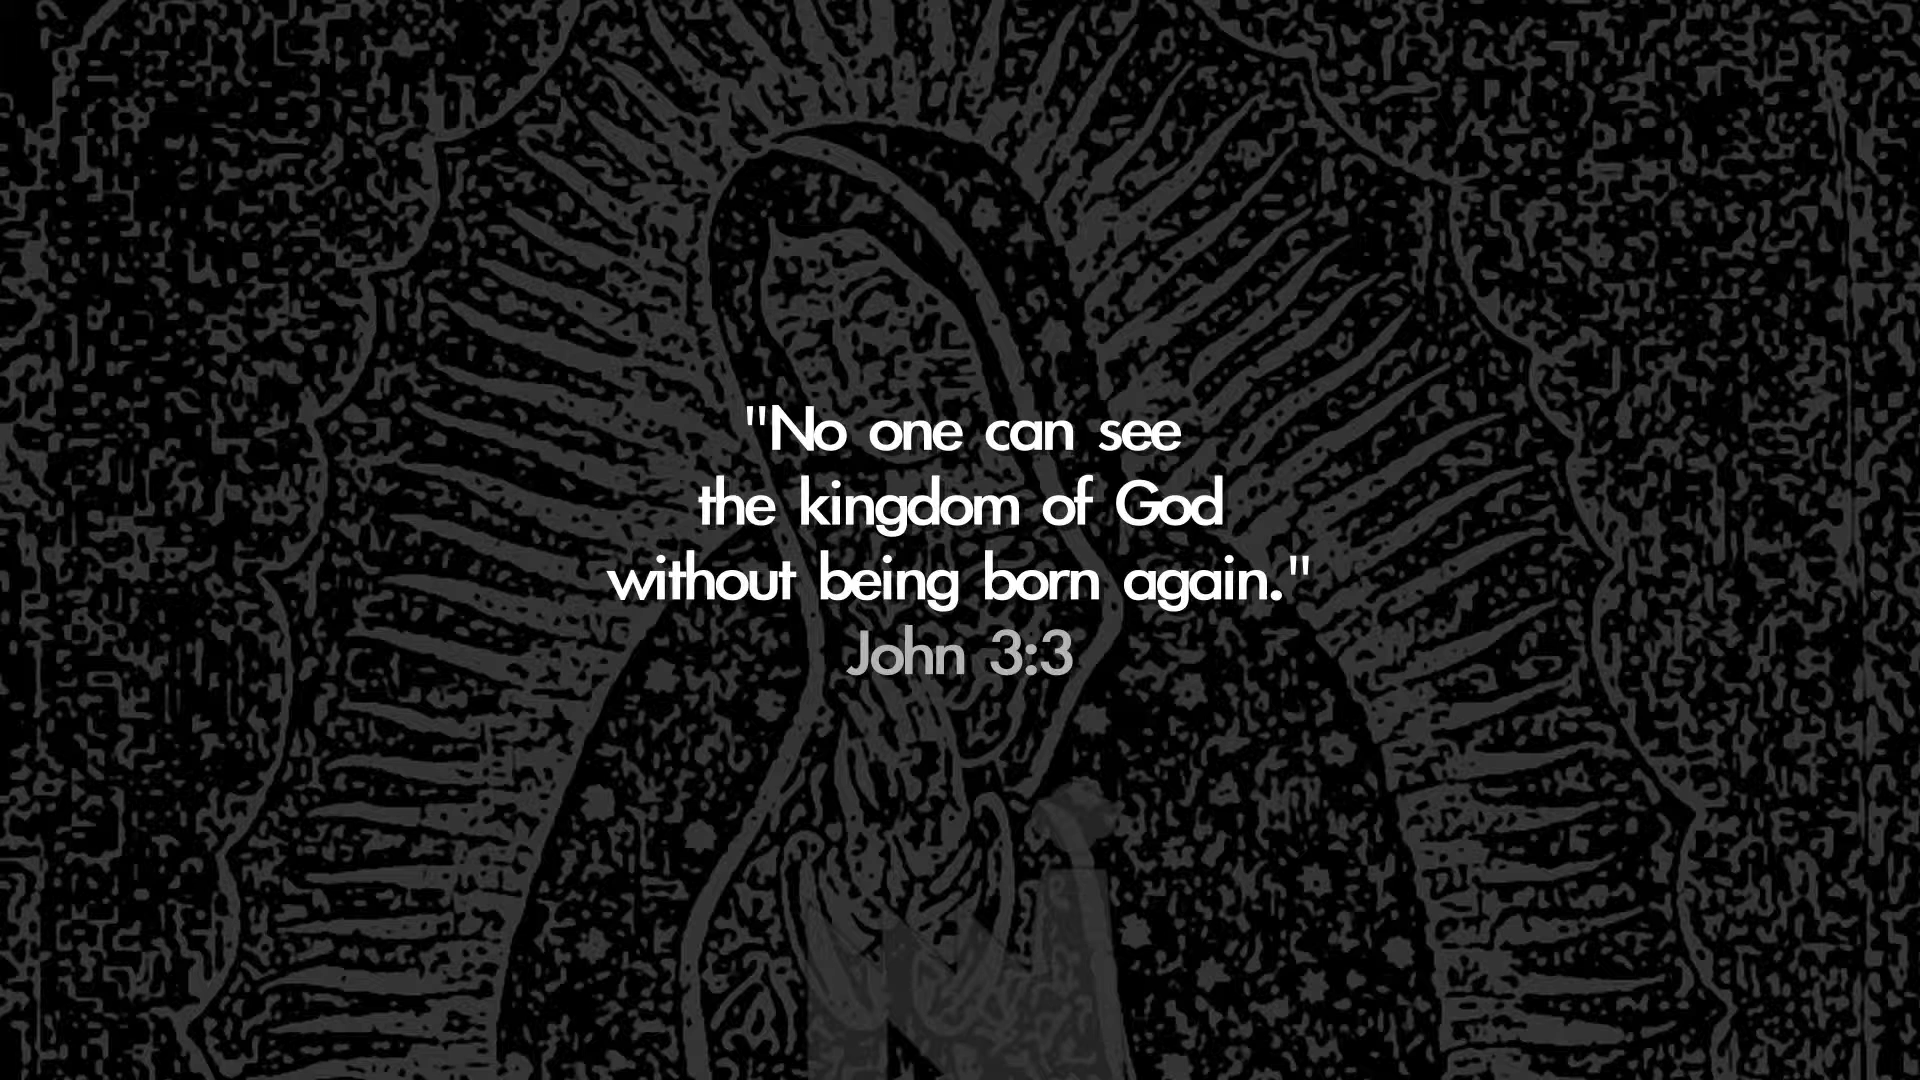 "No one can see
the kingdom of God
without being born again."
John 3:3